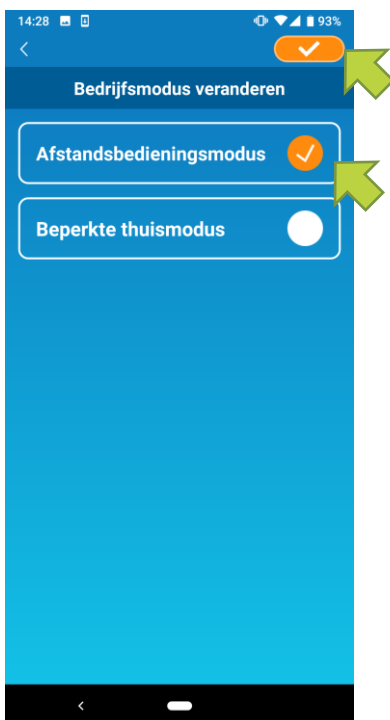 14:28 93%
Bedrijfsmodus veranderen
Afstandsbedieningsmodus
Beperkte thuismodus